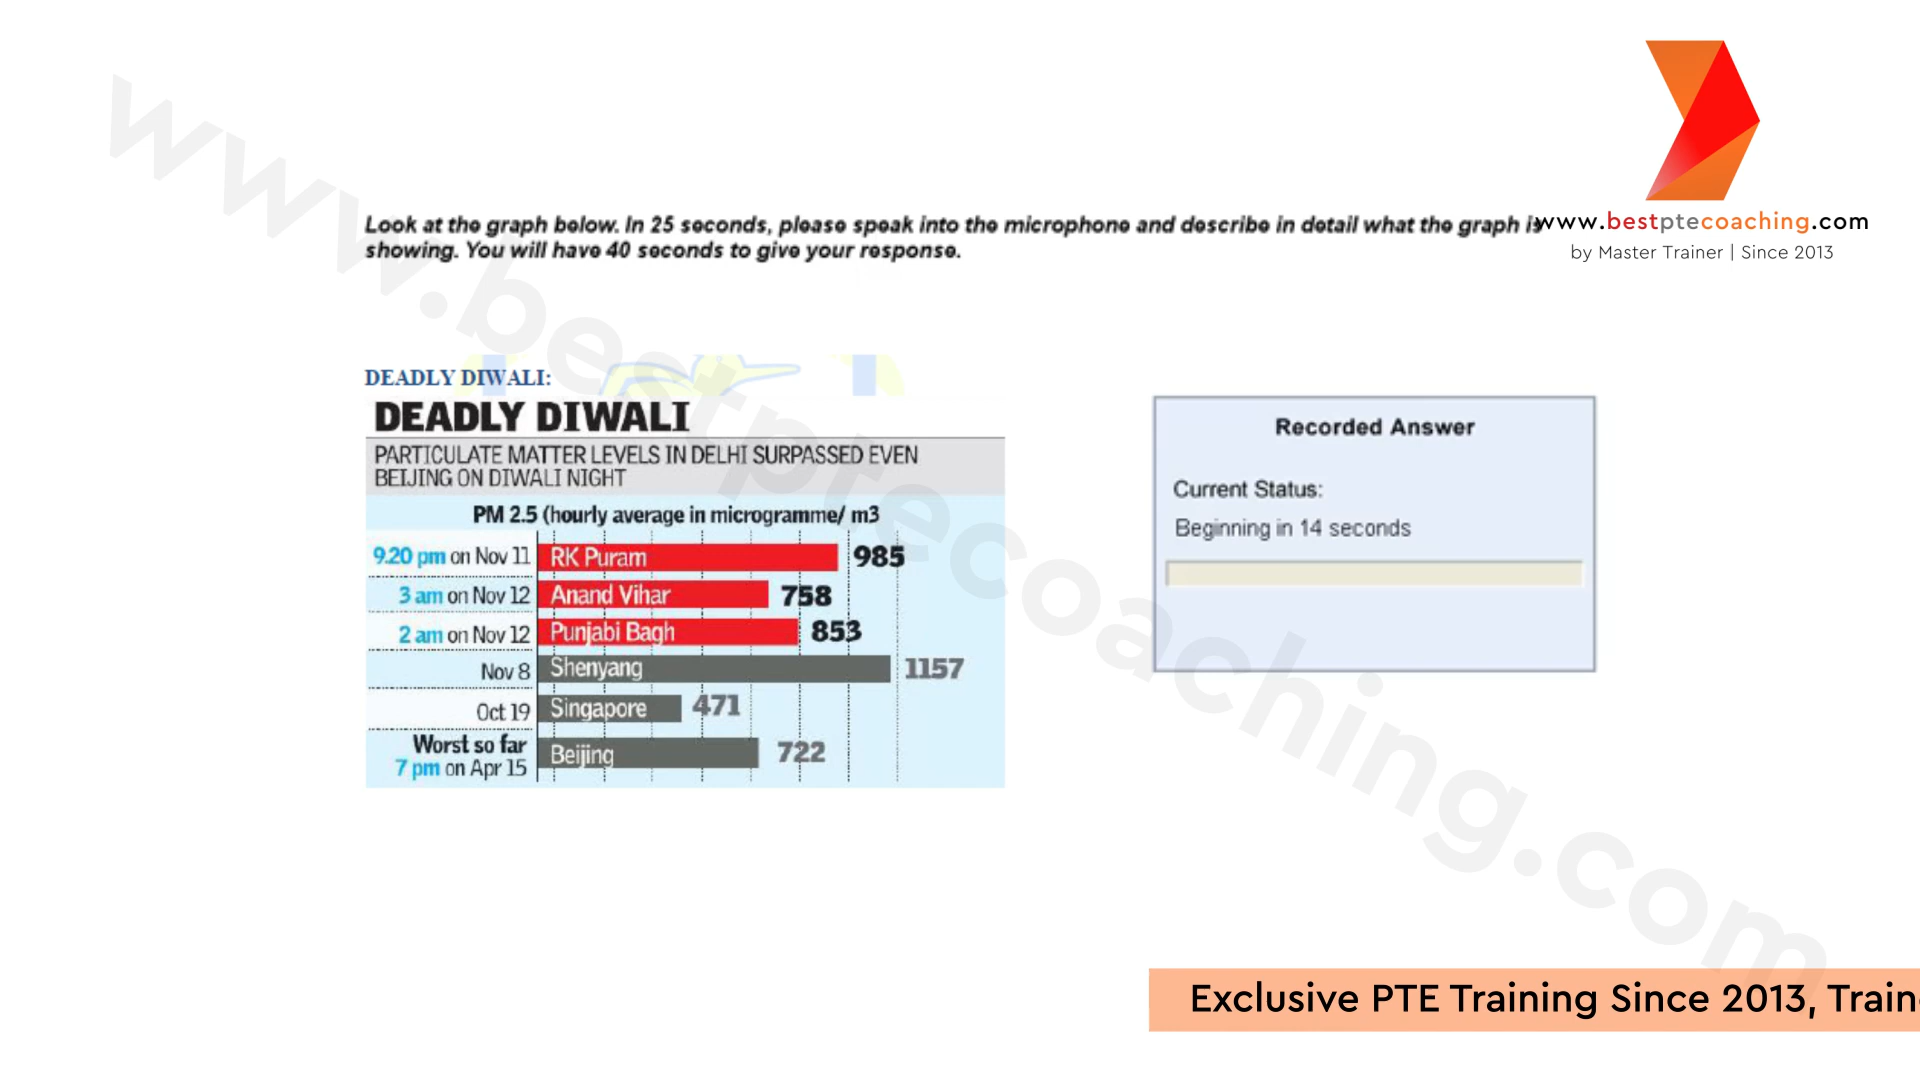 www.bestptecoaching.com
Look at the graph below. In 25 seconds, please speak into the microphone and describe in detail what the graph is
showing. You will have 40 seconds to give your response.
www.bestptecoaching.com
by Master Trainer | Since 2013
DEADLY DIWALI:
DEADLY DIWALI
PARTICULATE MATTER LEVELS IN DELHI SURPASSED EVEN
BEIJING ON DIWALI NIGHT
PM 2.5 (hourly average in microgramme/ m3
9.20 pm on Nov 11 RK Puram 985
3 am on Nov 12 Anand Vihar 758
2 am on Nov 12 Punjabi Bagh 853
Nov 8 Shenyang 1157
Oct 19 Singapore 471
Worst so far
7 pm on Apr 15 Beijing 722
Recorded Answer
Current Status:
Beginning in 14 seconds
Exclusive PTE Training Since 2013, Train